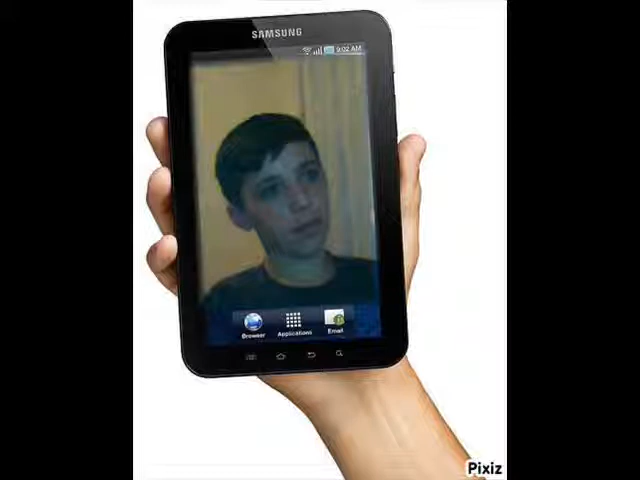 SAMSUNG
9:02 AM
Browser
Applications
Email
Pixiz